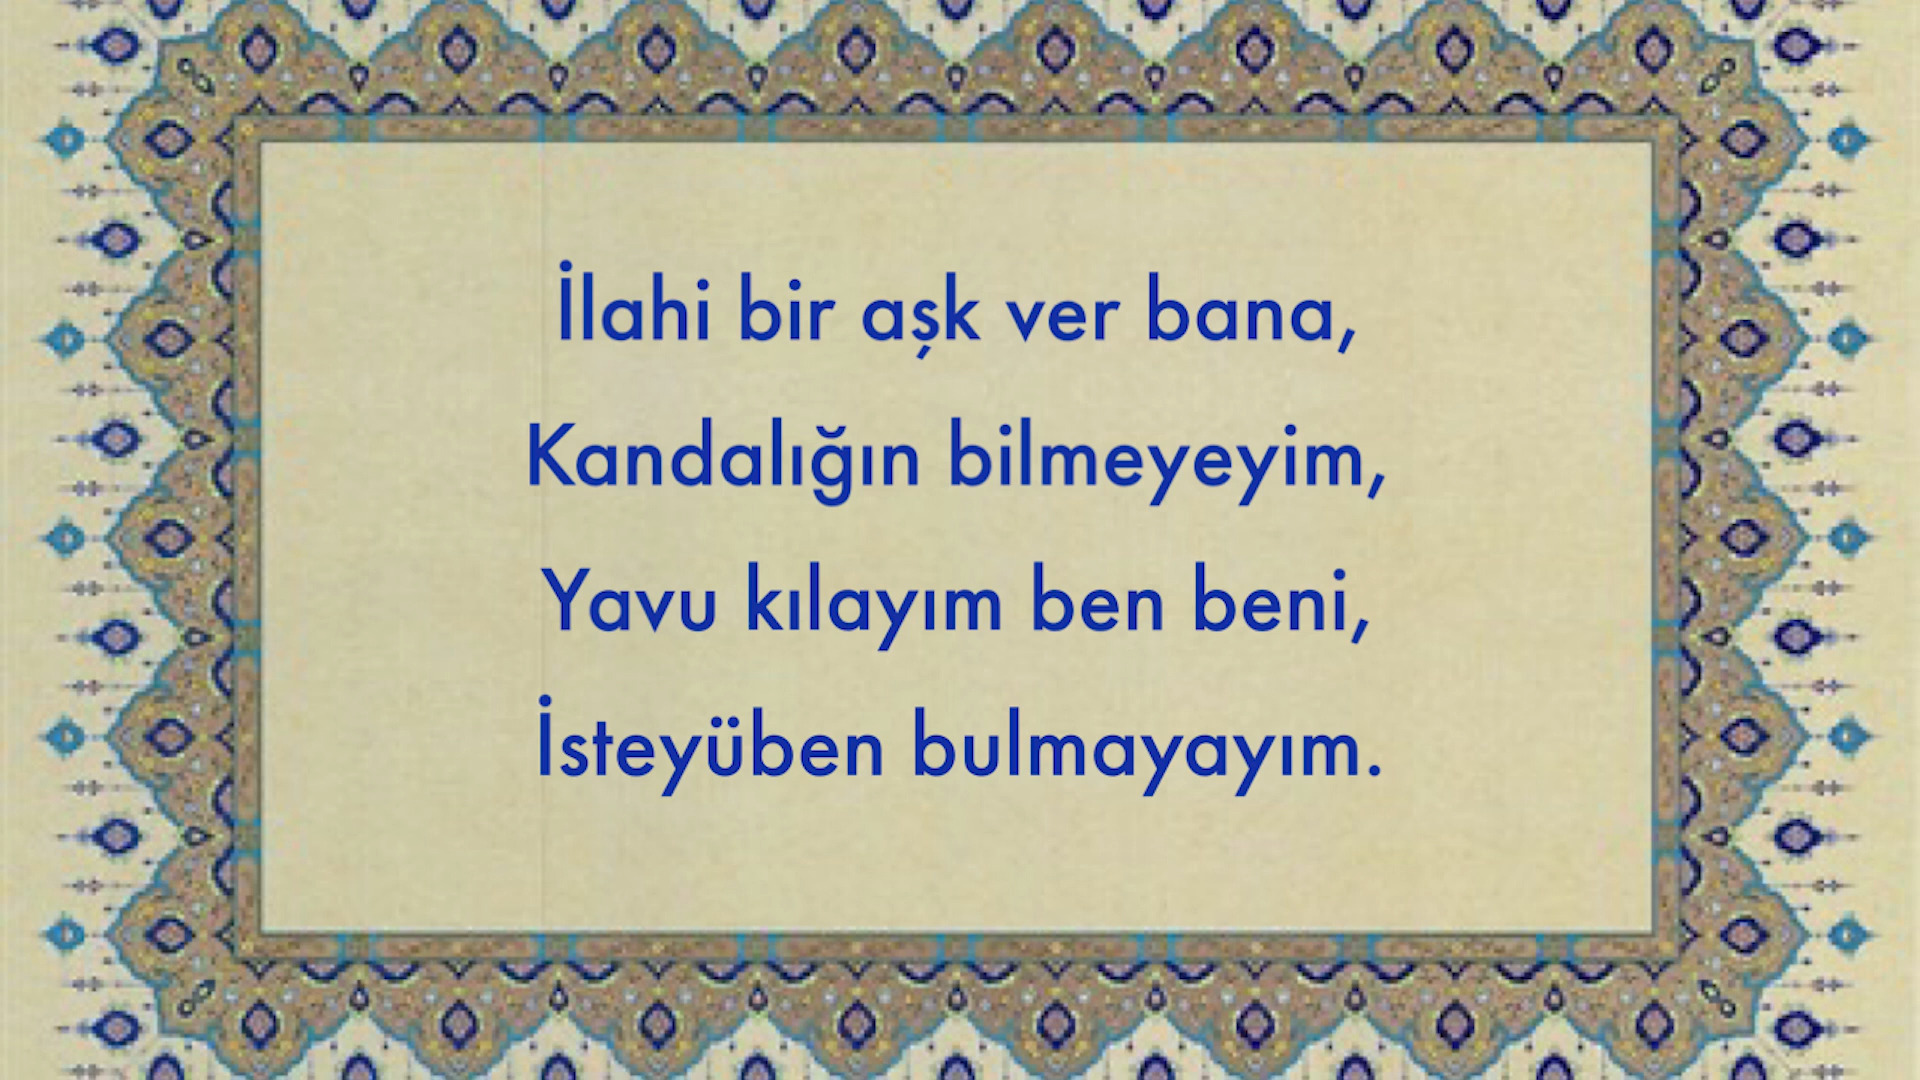 İlahi bir aşk ver bana,
Kandalığın bilmeyeyim,
Yavu kılayım ben beni,
İsteyüben bulmayayım.